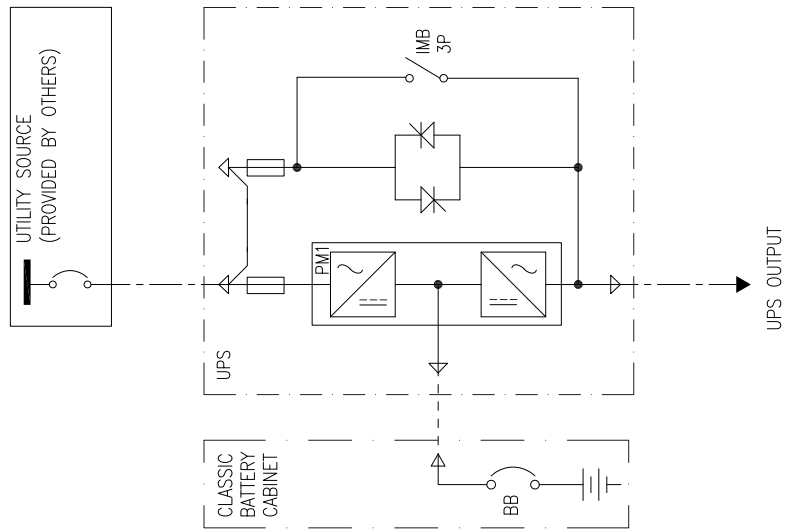 UTILITY SOURCE
(PROVIDED BY OTHERS)
IMB
3P
PM1
UPS
UPS OUTPUT
CLASSIC
BATTERY
CABINET
BB